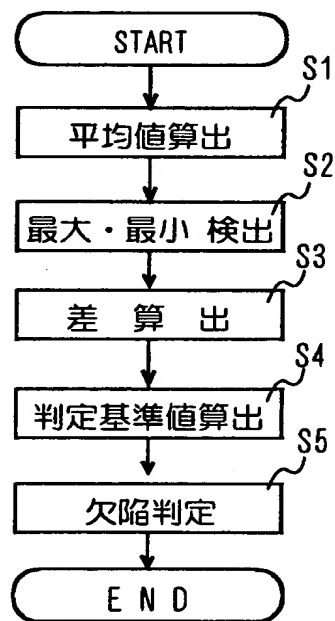 START
S1
平均値算出
S2
最大・最小 検出
S3
差 算 出
S4
判定基準値算出
S5
欠陥判定
E N D